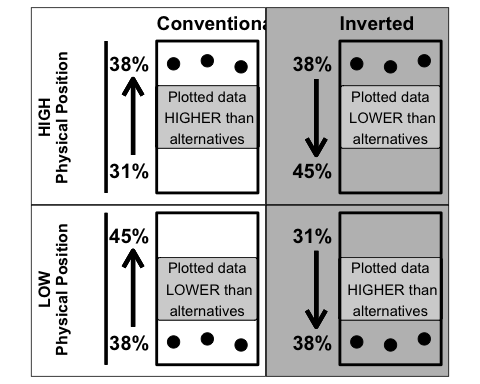 Conventiona
Inverted
HIGH
Physical Position
38%
31%
Plotted data
HIGHER than
alternatives
38%
45%
Plotted data
LOWER than
alternatives
LOW
Physical Position
45%
38%
Plotted data
LOWER than
alternatives
31%
38%
Plotted data
HIGHER than
alternatives